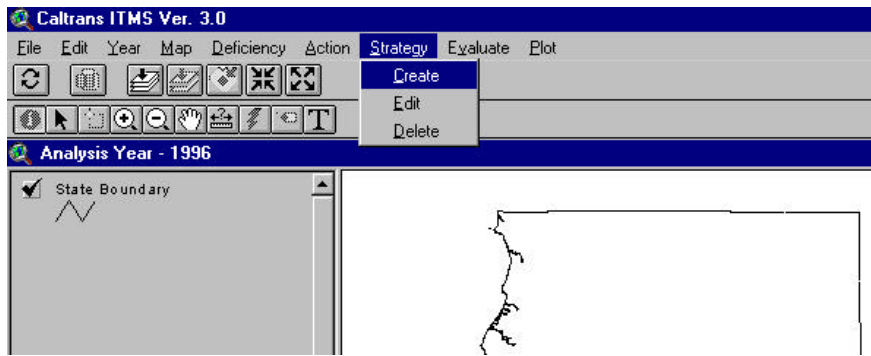 Caltrans ITMS Ver. 3.0
File Edit Year Map Deficiency Action Strategy Evaluate Plot
Create
Edit
Delete
T
Analysis Year - 1996
State Boundary